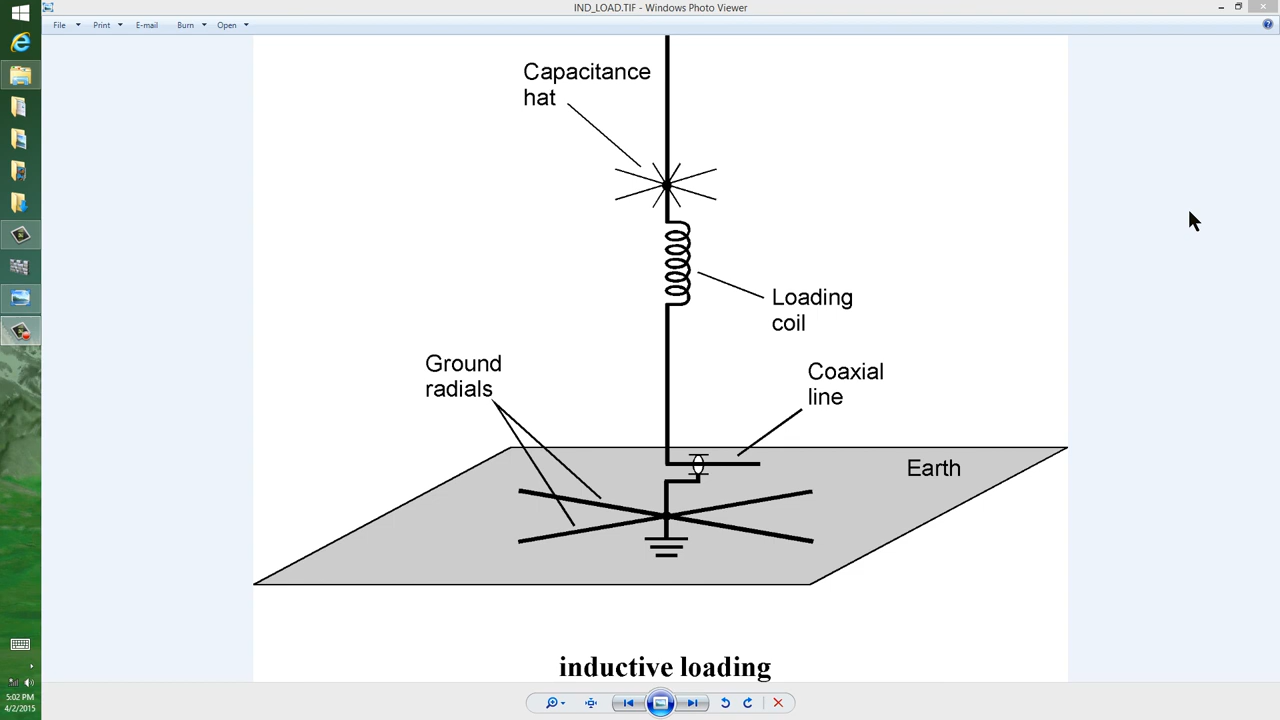 IND_LOAD.TIF - Windows Photo Viewer
File Print E-mail Burn Open
Capacitance
hat
Loading
coil
Ground
radials
Coaxial
line
Earth
inductive loading
5:02 PM
4/2/2015